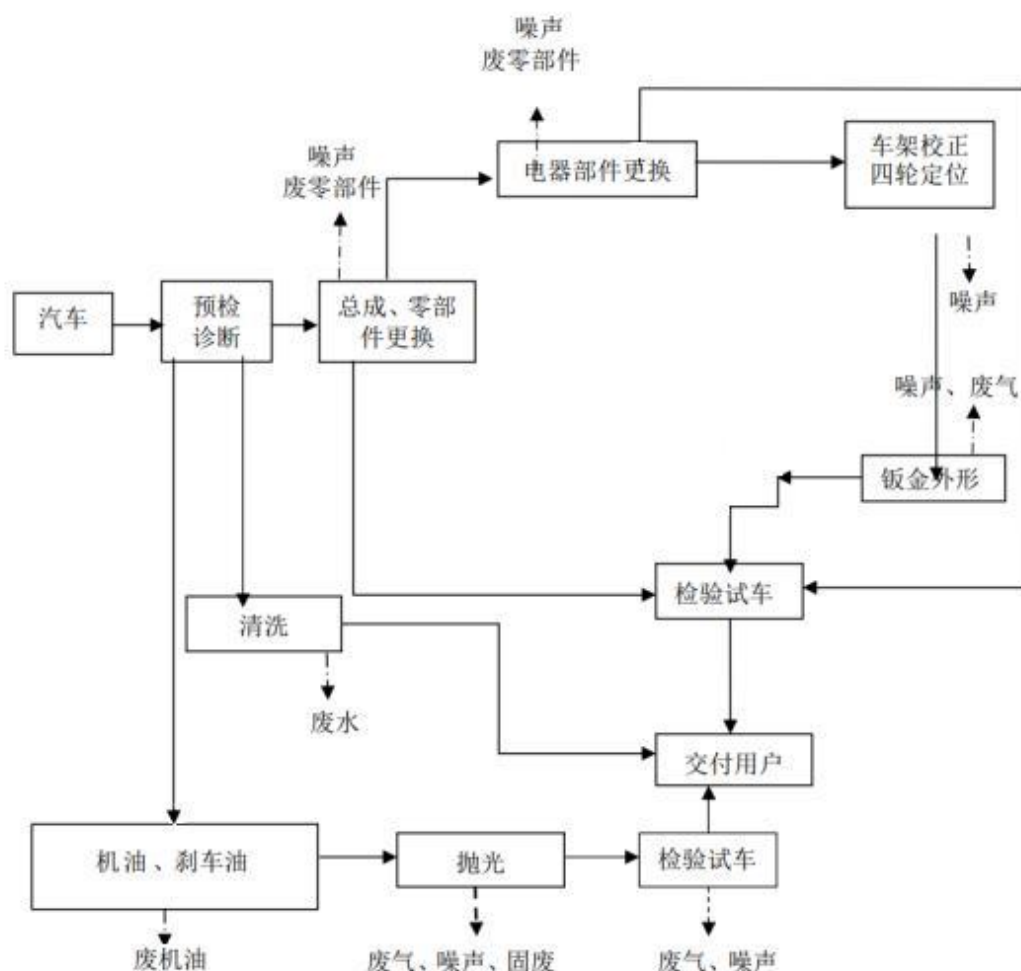 噪声
废零部件
电器部件更换
车架校正
四轮定位
噪声
废零部件
噪声
汽车
预检
诊断
总成、零部
件更换
噪声、废气
钣金外形
检验试车
清洗
废水
交付用户
机油、刹车油
抛光
检验试车
废机油
废气、噪声、固废
废气、噪声